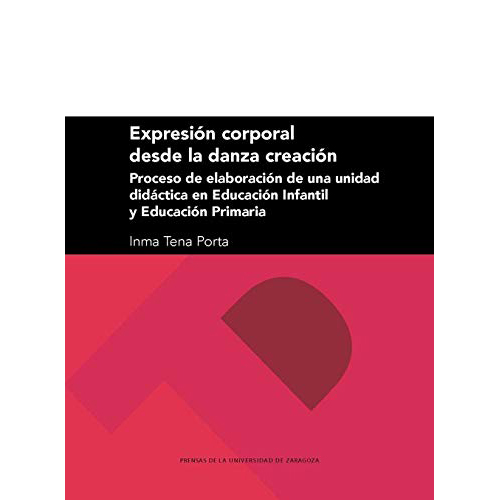 Expresión corporal
desde la danza creación
Proceso de elaboración de una unidad
didáctica en Educación Infantil
y Educación Primaria
Inma Tena Porta
PRENSAS DE LA UNIVERSIDAD DE ZARAGOZA